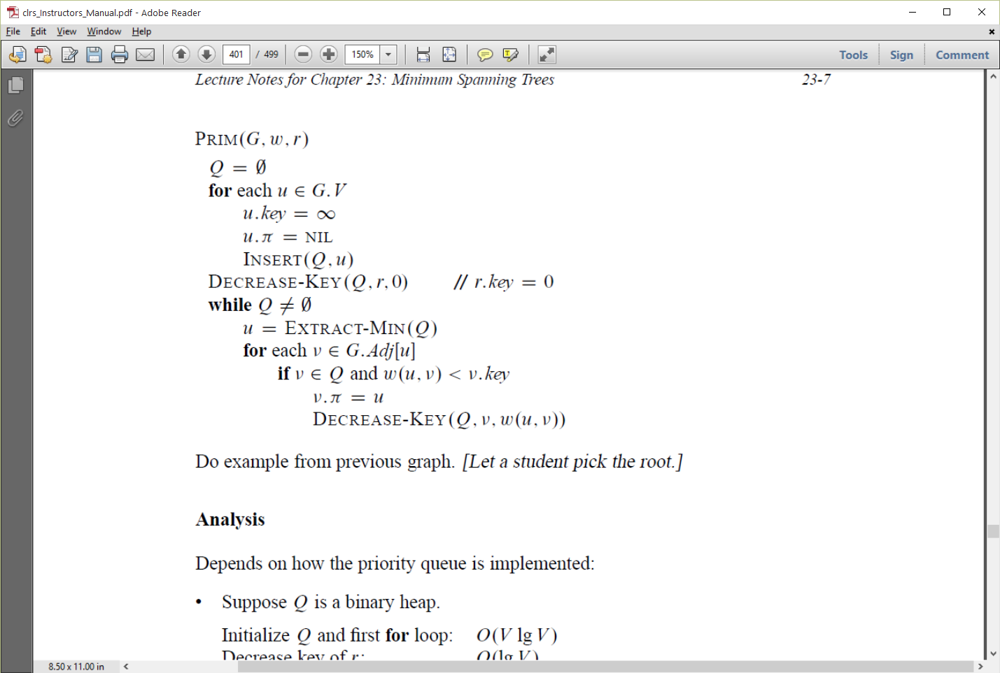 clrs_Instructors_Manual.pdf - Adobe Reader
File Edit View Window Help
401 / 499 150% Tools Sign Comment
Lecture Notes for Chapter 23: Minimum Spanning Trees 23-7
PRIM(G, w, r)
Q = ∅
for each u ∈ G.V
u.key = ∞
u.π = NIL
INSERT(Q, u)
DECREASE-KEY(Q, r, 0) // r.key = 0
while Q ≠ ∅
u = EXTRACT-MIN(Q)
for each v ∈ G.Adj[u]
if v ∈ Q and w(u, v) < v.key
v.π = u
DECREASE-KEY(Q, v, w(u, v))
Do example from previous graph. [Let a student pick the root.]
Analysis
Depends on how the priority queue is implemented:
• Suppose Q is a binary heap.
Initialize Q and first for loop: O(V lg V)
Decrease key of r: O(lg V)
8.50 x 11.00 in